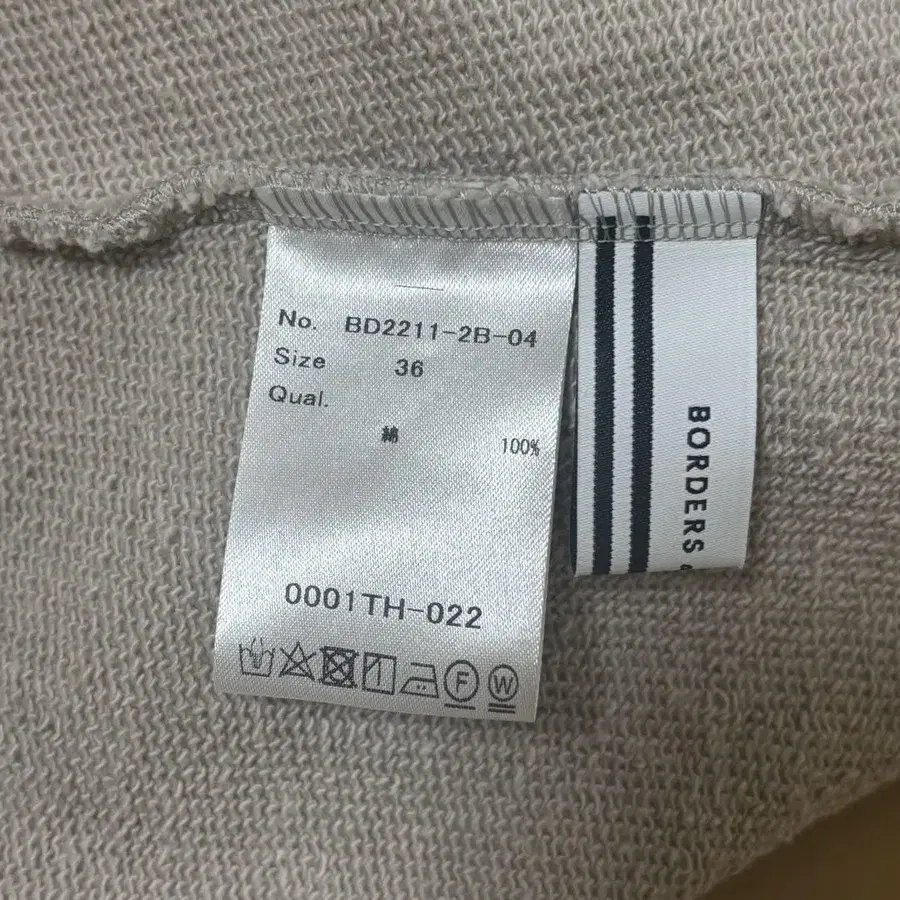 No. BD2211-2B-04
Size 36
Qual.
綿 100%
0001TH-022
F W
BORDERS